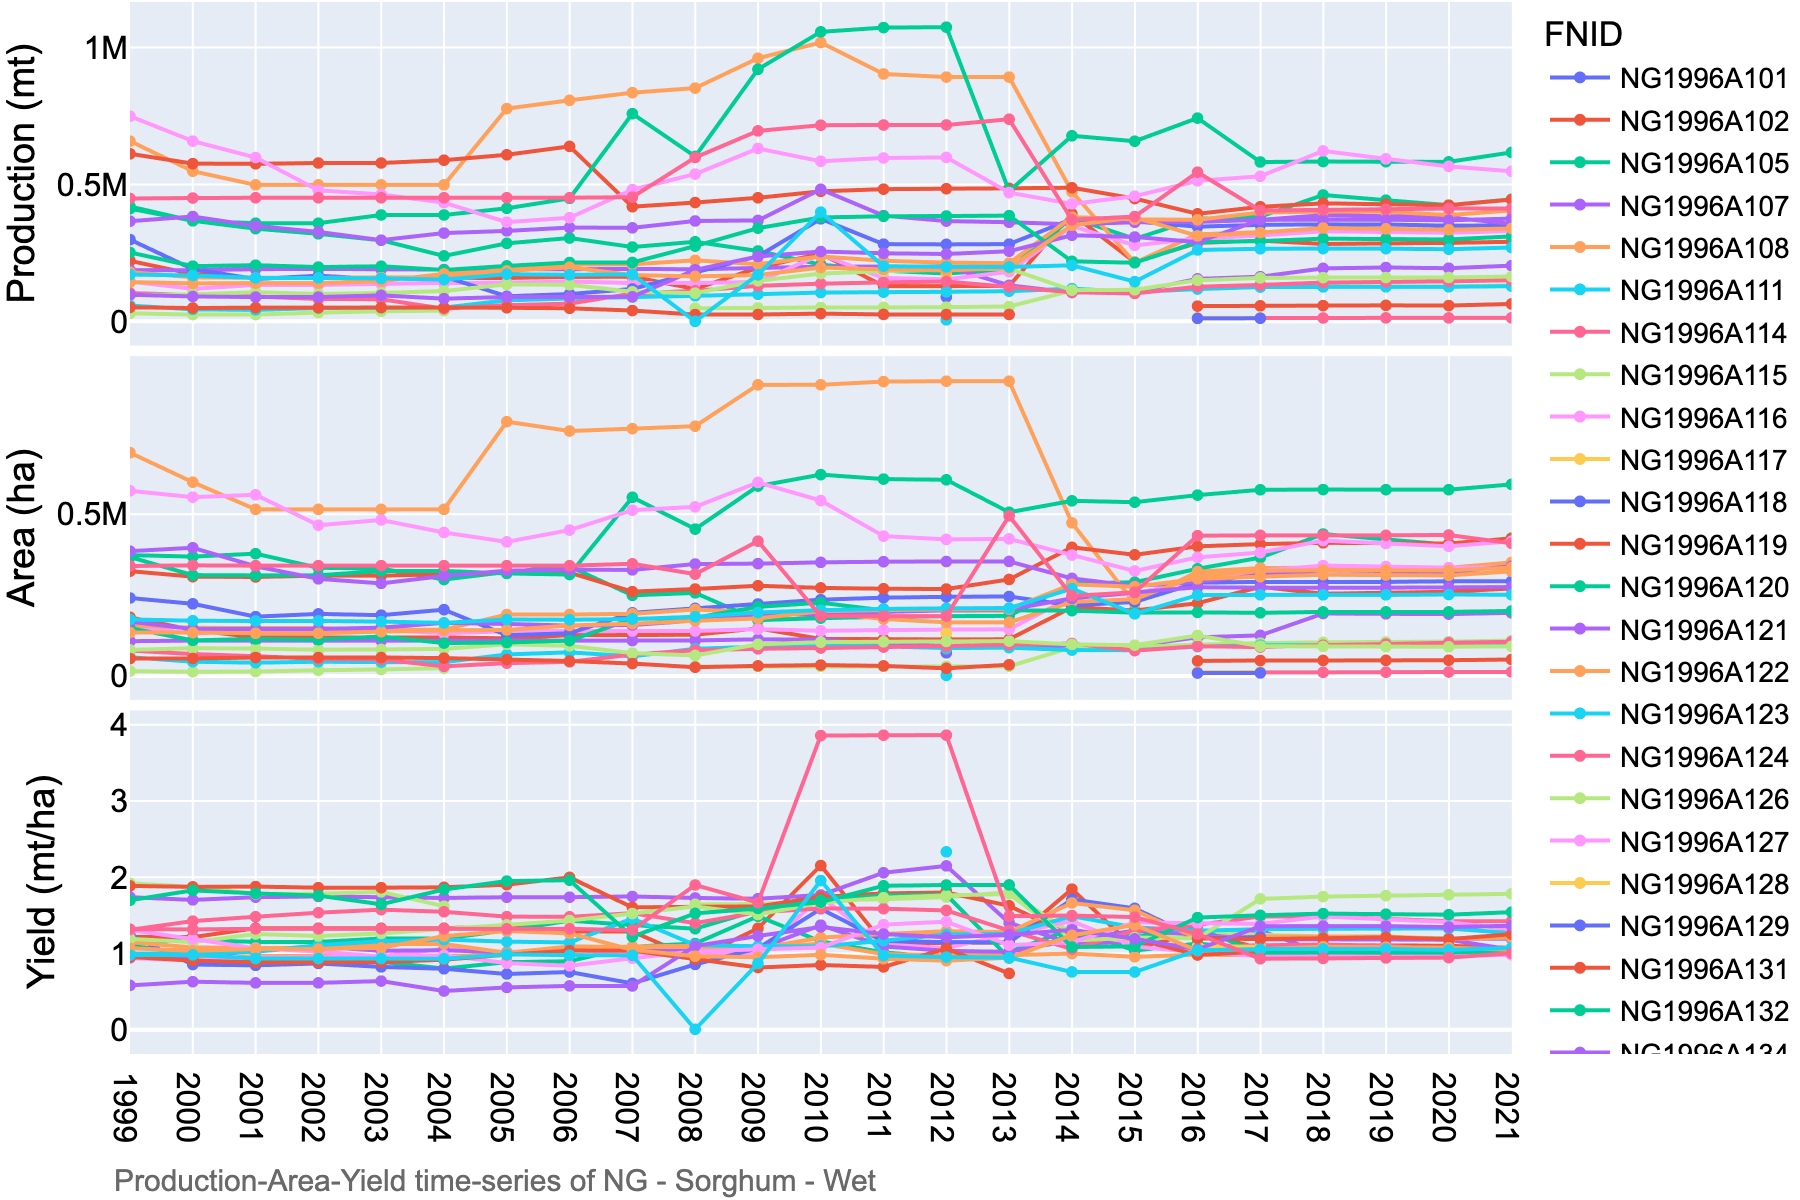 Production (mt)
1M
0.5M
0
Area (ha)
0.5M
0
Yield (mt/ha)
4
3
2
1
0
1999
2000
2001
2002
2003
2004
2005
2006
2007
2008
2009
2010
2011
2012
2013
2014
2015
2016
2017
2018
2019
2020
2021
Production-Area-Yield time-series of NG - Sorghum - Wet
FNID
NG1996A101
NG1996A102
NG1996A105
NG1996A107
NG1996A108
NG1996A111
NG1996A114
NG1996A115
NG1996A116
NG1996A117
NG1996A118
NG1996A119
NG1996A120
NG1996A121
NG1996A122
NG1996A123
NG1996A124
NG1996A126
NG1996A127
NG1996A128
NG1996A129
NG1996A131
NG1996A132
NG1996A134